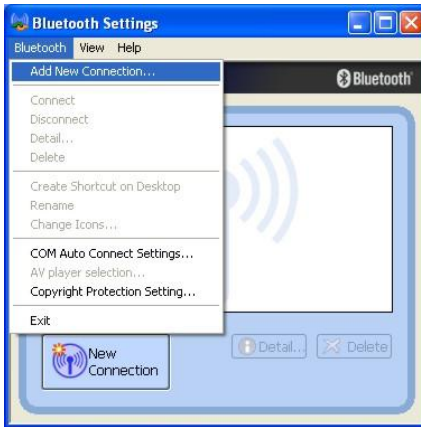 Bluetooth Settings
Bluetooth View Help
Add New Connection...
Bluetooth
Connect
Disconnect
Detail...
Delete
Create Shortcut on Desktop
Rename
Change Icons...
COM Auto Connect Settings...
AV player selection...
Copyright Protection Setting...
Exit
New
Connection
Detail...
Delete